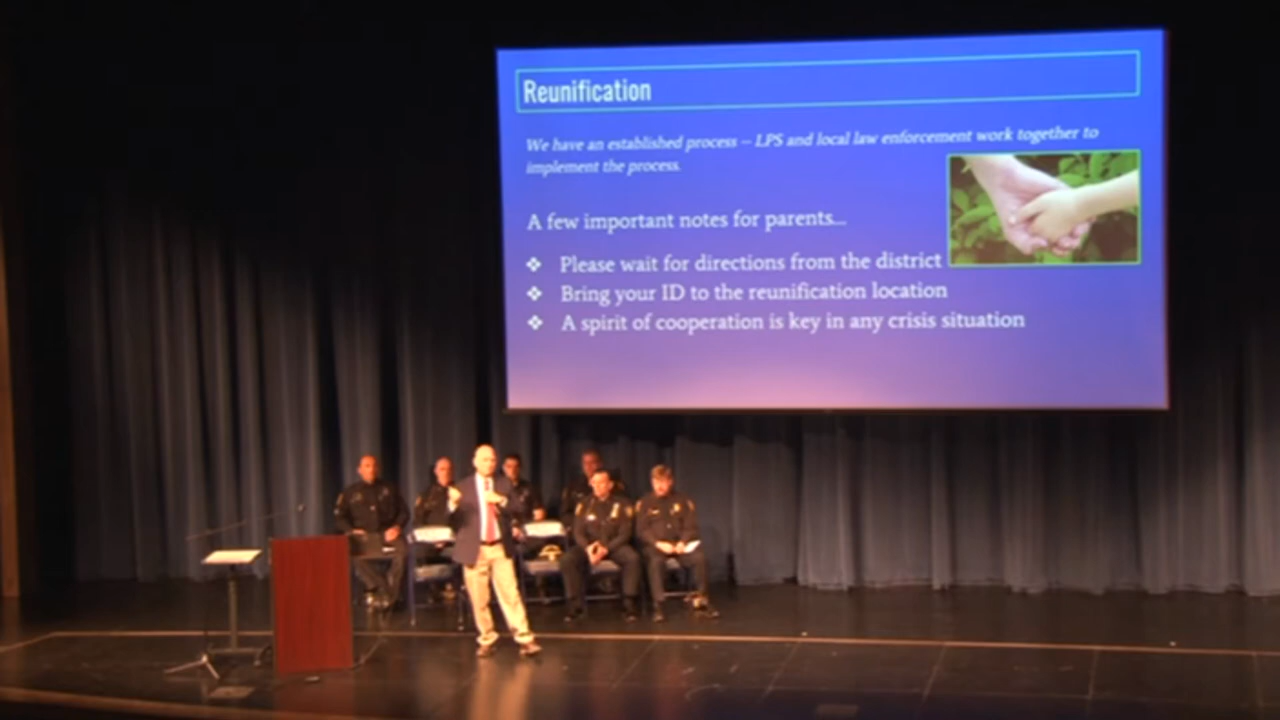 Reunification
We have an established process – LPS and local law enforcement work together to
implement the process.
A few important notes for parents...
❖ Please wait for directions from the district
❖ Bring your ID to the reunification location
❖ A spirit of cooperation is key in any crisis situation